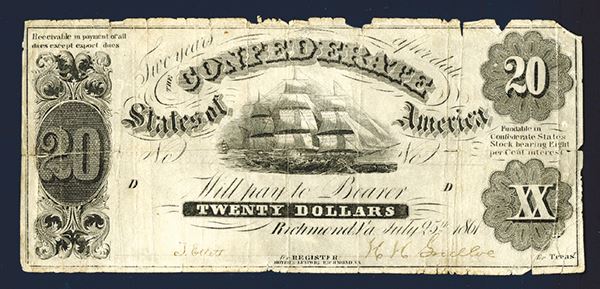 Receivable in payment of all
dues except export dues
Two years after date
THE
CONFEDERATE
States of America
20
20
Fundable in
Confederate States
Stock bearing Eight
per Cent interest
No No
D D
Will pay to Bearer
TWENTY DOLLARS
Richmond, Va July 25th 1861
XX
for REGISTER
for Treas